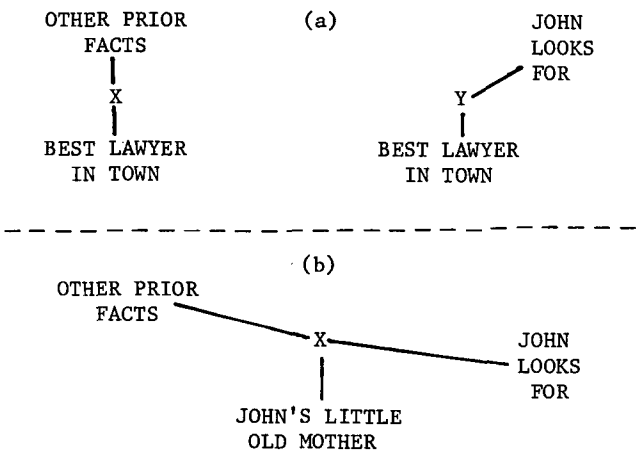 (a)
OTHER PRIOR
FACTS
X
BEST LAWYER
IN TOWN
JOHN
LOOKS
FOR
Y
BEST LAWYER
IN TOWN
(b)
OTHER PRIOR
FACTS
X
JOHN
LOOKS
FOR
JOHN'S LITTLE
OLD MOTHER